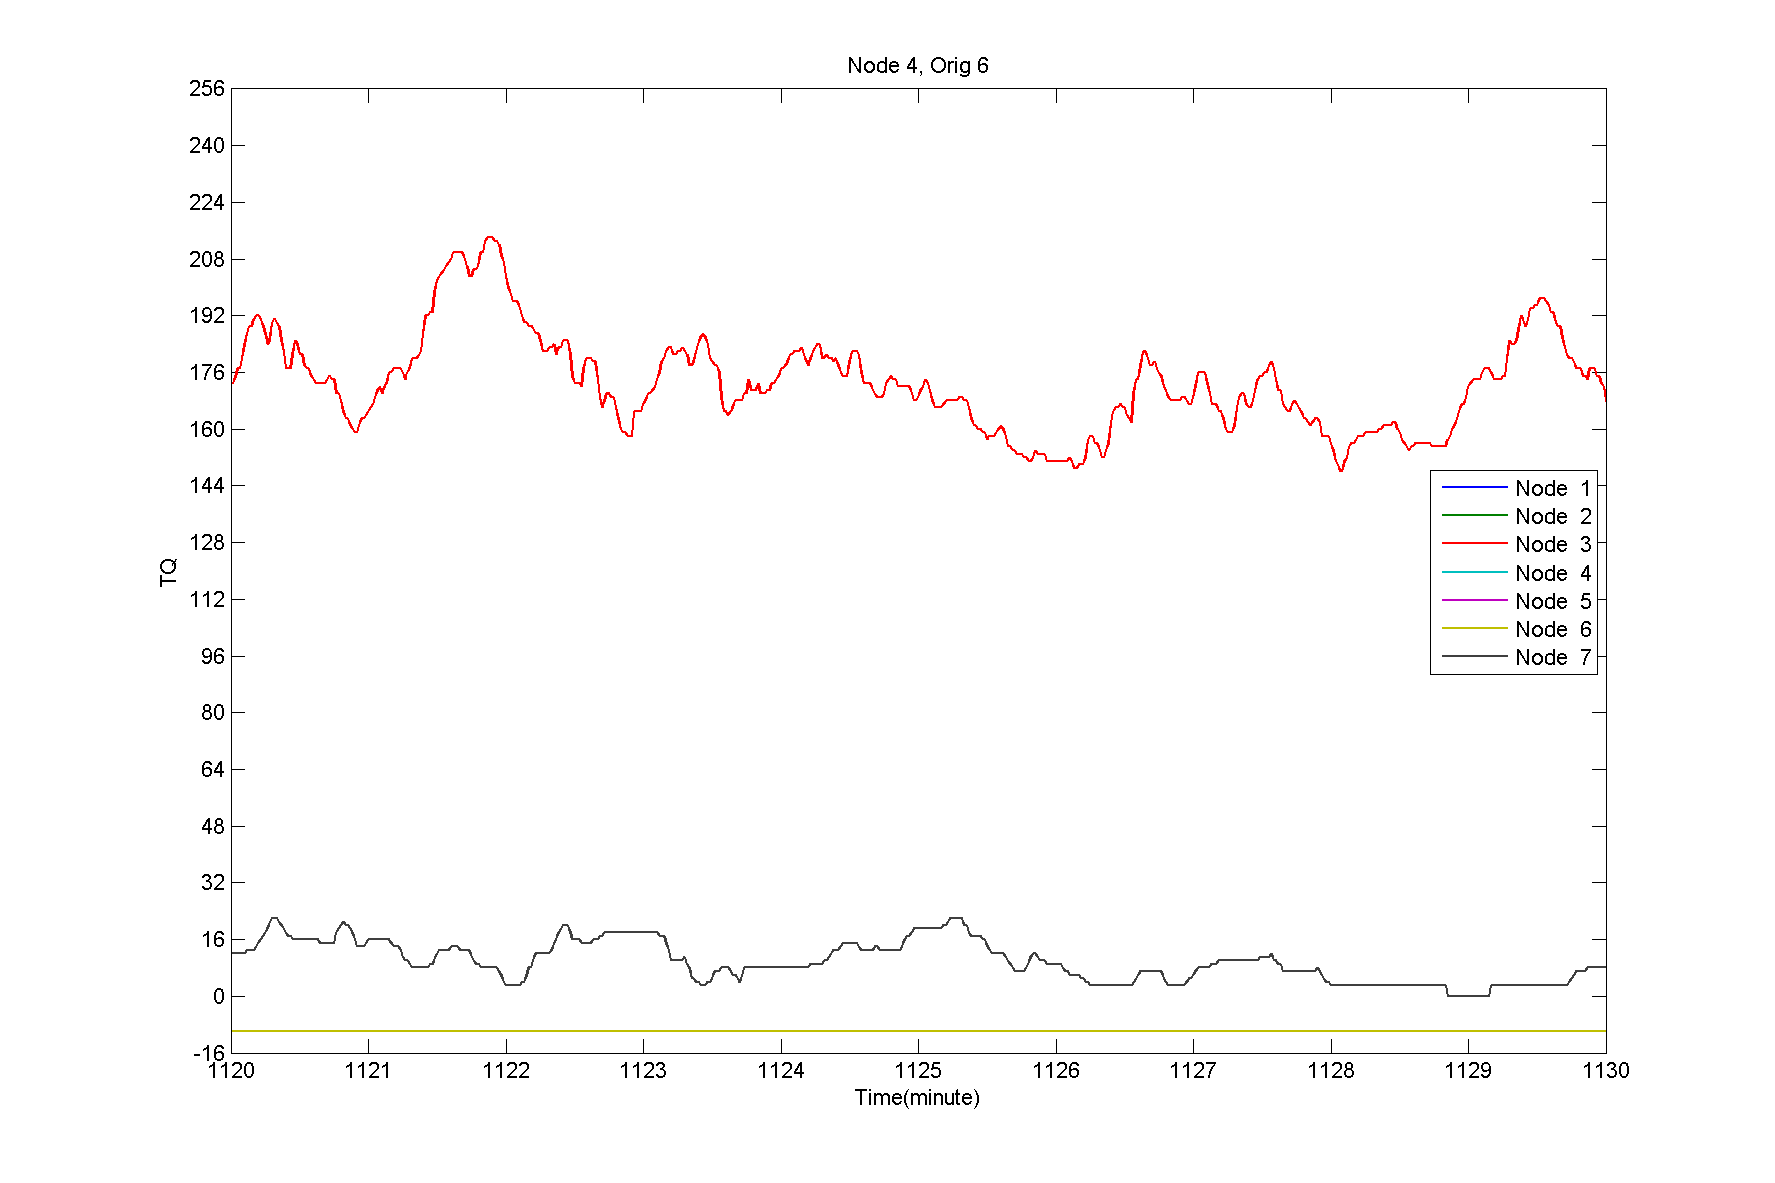 Node 4, Orig 6
256
240
224
208
192
176
160
144
128
112
96
80
64
48
32
16
0
-16
TQ
Node 1
Node 2
Node 3
Node 4
Node 5
Node 6
Node 7
1120 1121 1122 1123 1124 1125 1126 1127 1128 1129 1130
Time(minute)